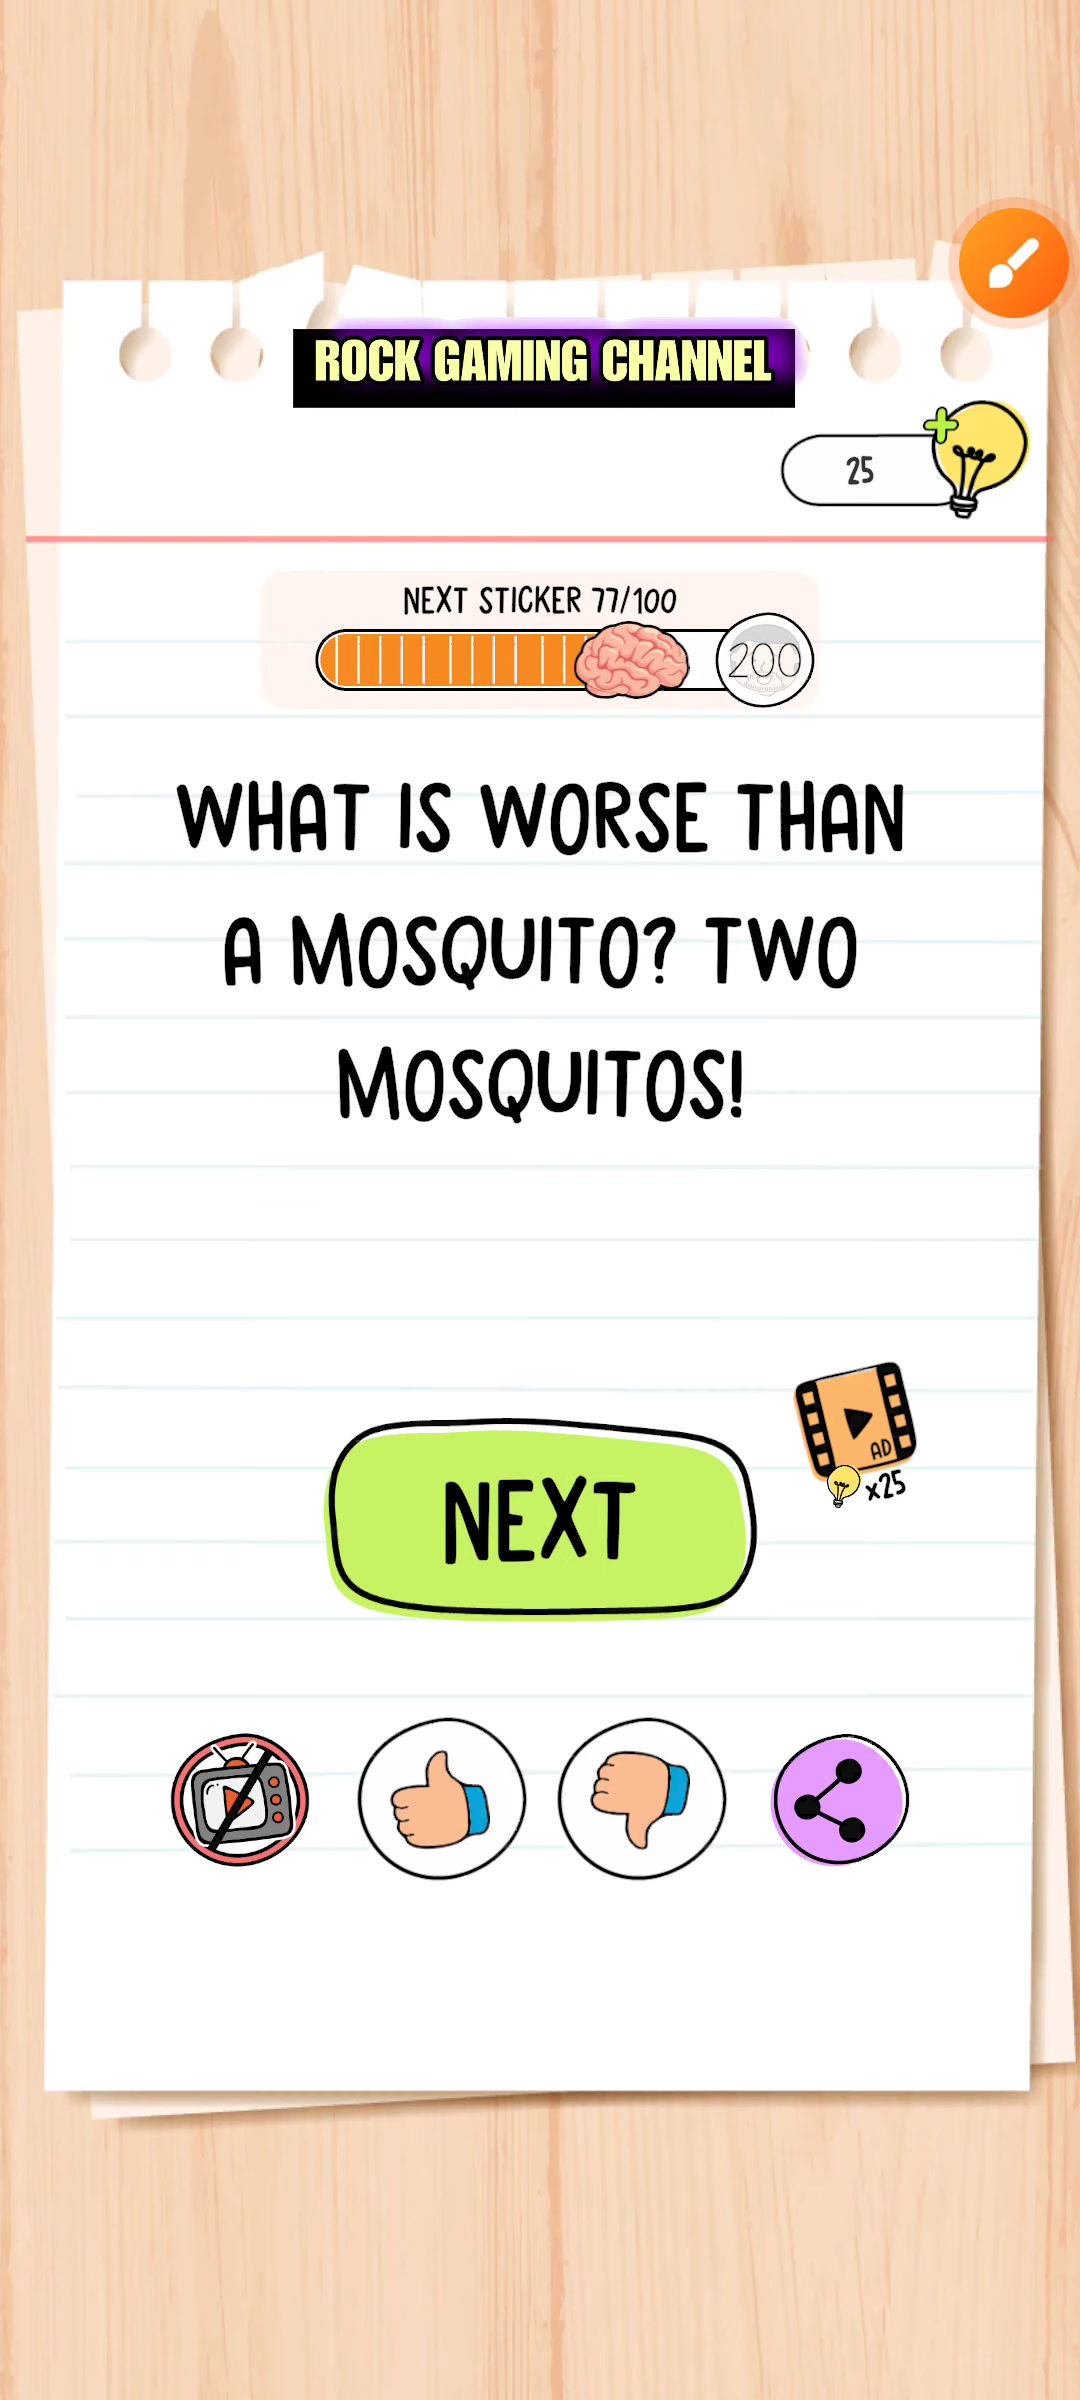 ROCK GAMING CHANNEL
25
NEXT STICKER 77/100
200
WHAT IS WORSE THAN
A MOSQUITO? TWO
MOSQUITOS!
AD
x25
NEXT